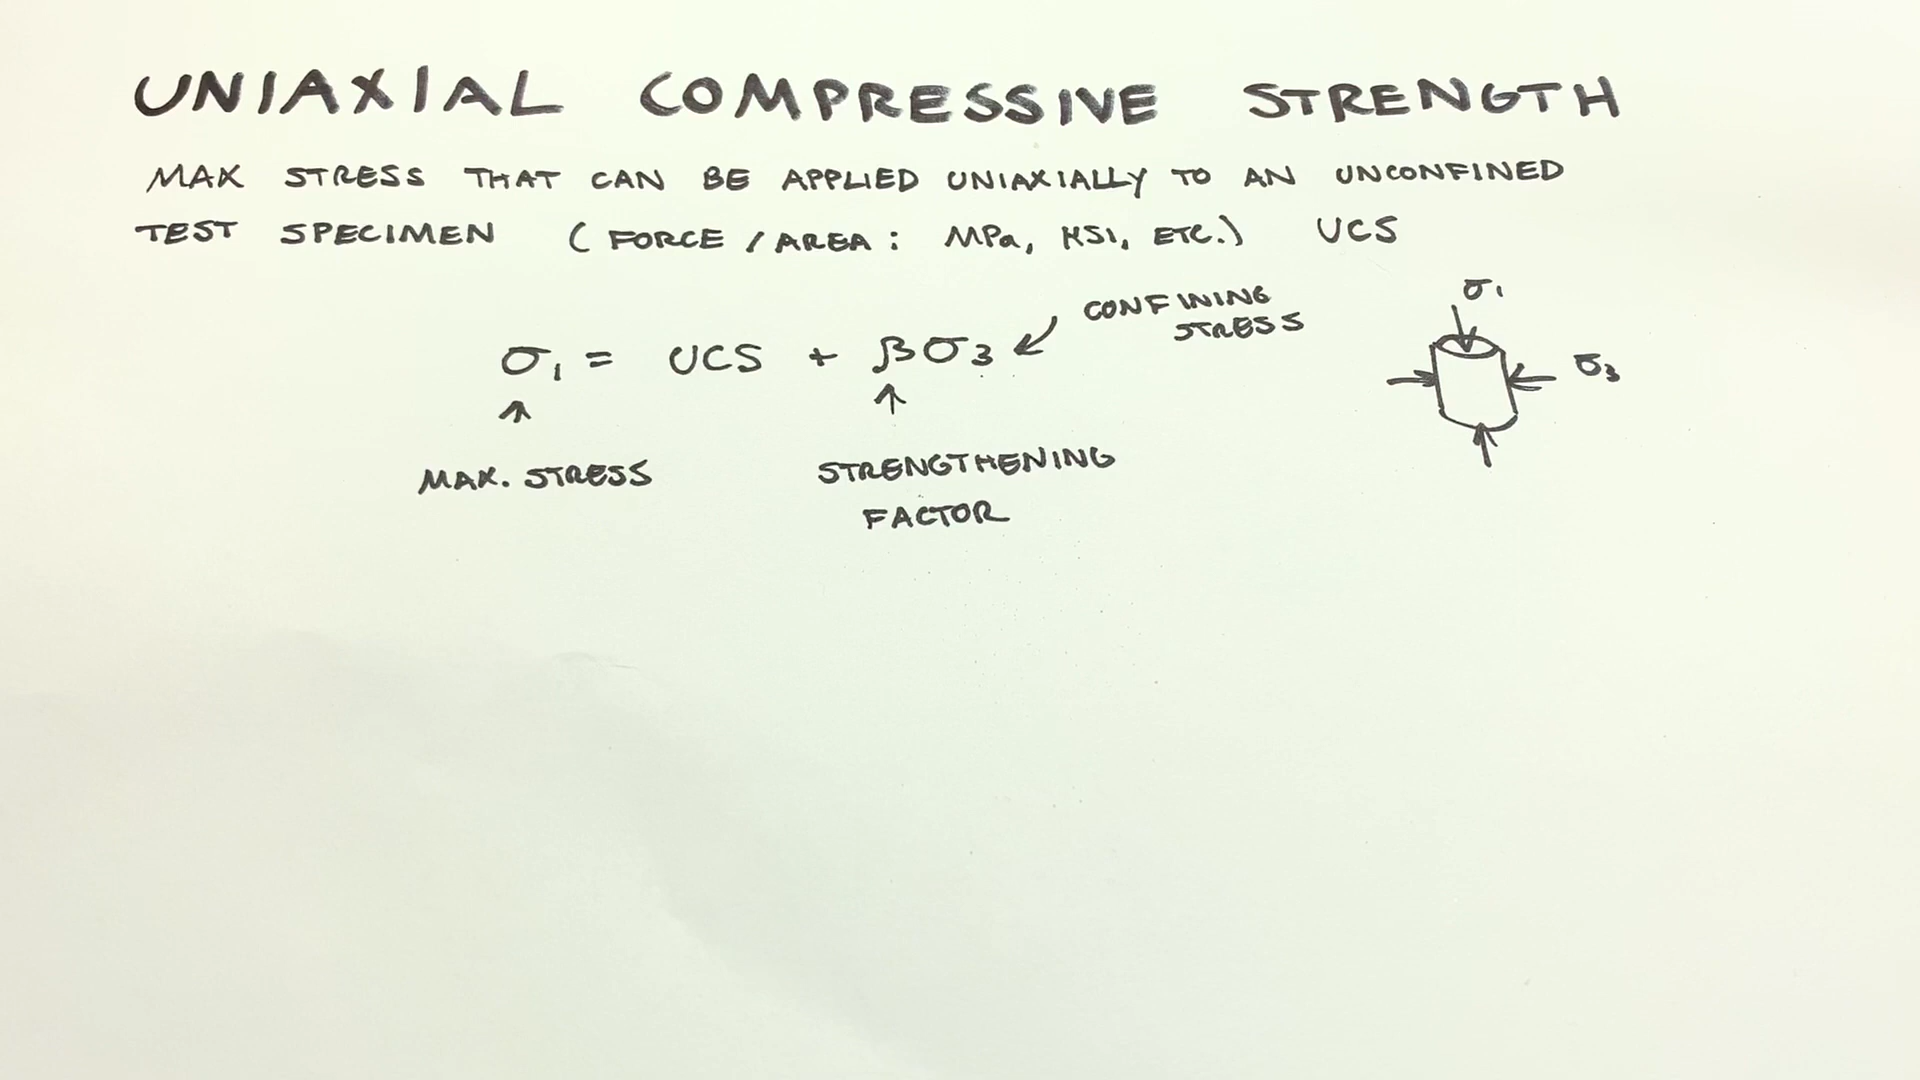 UNIAXIAL COMPRESSIVE STRENGTH
MAX STRESS THAT CAN BE APPLIED UNIAXIALLY TO AN UNCONFINED
TEST SPECIMEN (FORCE/AREA: MPa, KSI, ETC.) UCS
σ₁ = UCS + βσ₃
CONFINING
STRESS
MAX. STRESS
STRENGTHENING
FACTOR
σ₁
σ₃